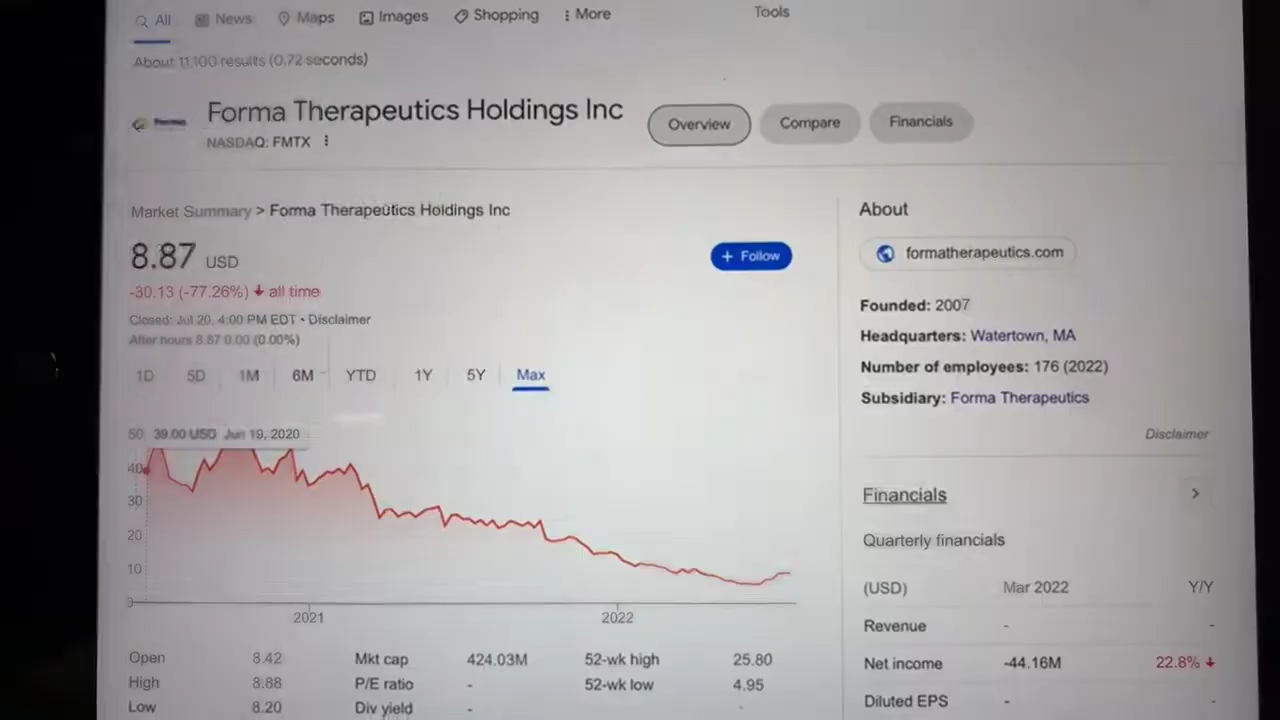 All News Maps Images Shopping More Tools
About 11,100 results (0.72 seconds)
Forma Therapeutics Holdings Inc
NASDAQ: FMTX
Overview Compare Financials
Market Summary > Forma Therapeutics Holdings Inc
8.87 USD
+ Follow
-30.13 (-77.26%) ↓ all time
Closed: Jul 20, 4:00 PM EDT • Disclaimer
After hours 8.87 0.00 (0.00%)
1D 5D 1M 6M YTD 1Y 5Y Max
50 39.00 USD Jun 19, 2020
40
30
20
10
0
2021 2022
Open 8.42 Mkt cap 424.03M 52-wk high 25.80
High 8.88 P/E ratio - 52-wk low 4.95
Low 8.20 Div yield -
About
formatherapeutics.com
Founded: 2007
Headquarters: Watertown, MA
Number of employees: 176 (2022)
Subsidiary: Forma Therapeutics
Disclaimer
Financials
Quarterly financials
(USD) Mar 2022 Y/Y
Revenue - -
Net income -44.16M 22.8% ↓
Diluted EPS - -